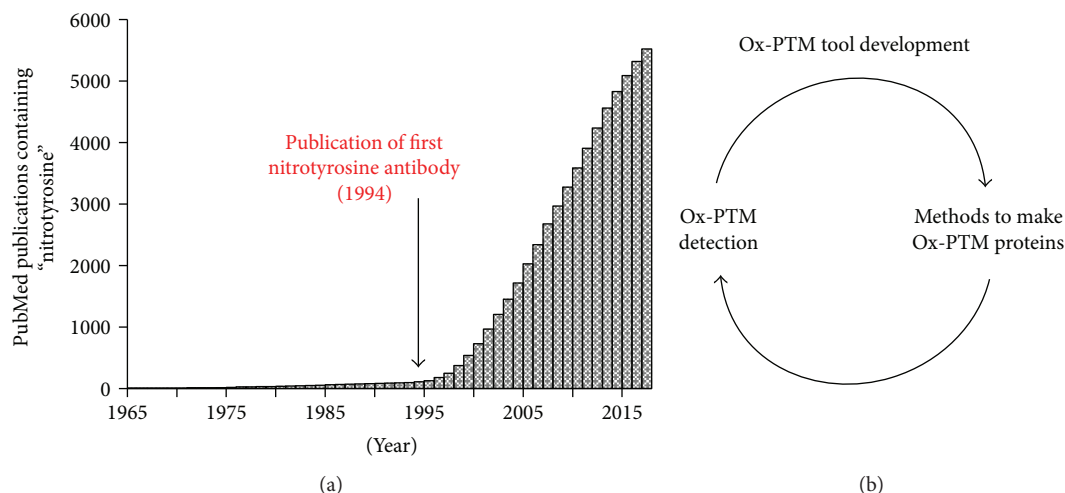 6000
5000
4000
3000
2000
1000
0
PubMed publications containing
“nitrotyrosine”
Publication of first
nitrotyrosine antibody
(1994)
1965
1975
1985
1995
2005
2015
(Year)
(a)
Ox-PTM tool development
Ox-PTM
detection
Methods to make
Ox-PTM proteins
(b)